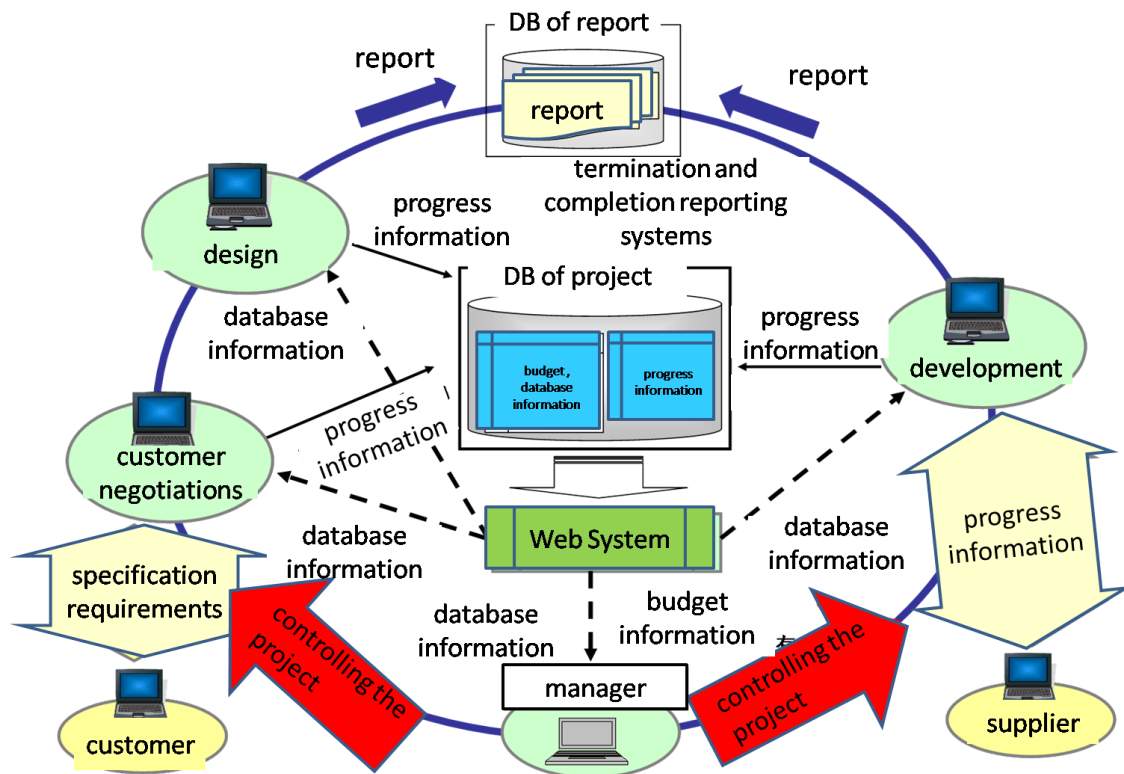 DB of report
report
report
report
termination and
completion reporting
systems
progress
information
design
DB of project
database
information
progress
information
development
budget ,
database
information
progress
information
progress
information
customer
negotiations
Web System
database
information
database
information
progress
information
specification
requirements
database
information
budget
information
controlling the
project
controlling the
project
manager
customer
supplier